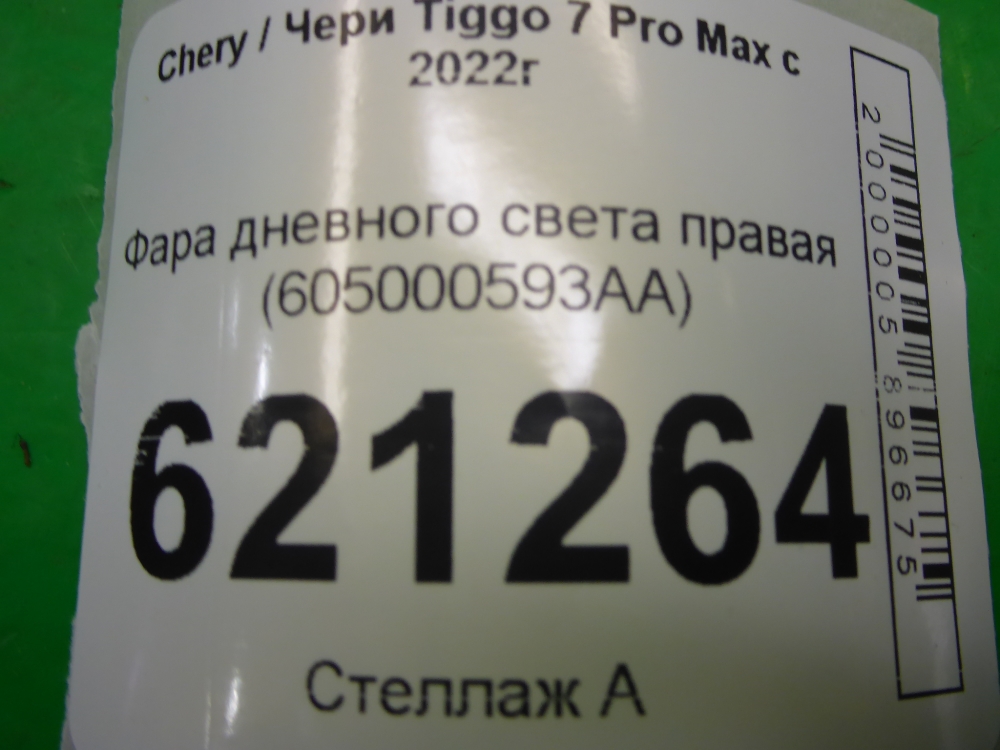 Chery / Чери Tiggo 7 Pro Max с
2022г
Фара дневного света правая
(605000593AA)
621264
Стеллаж А
2000005896675